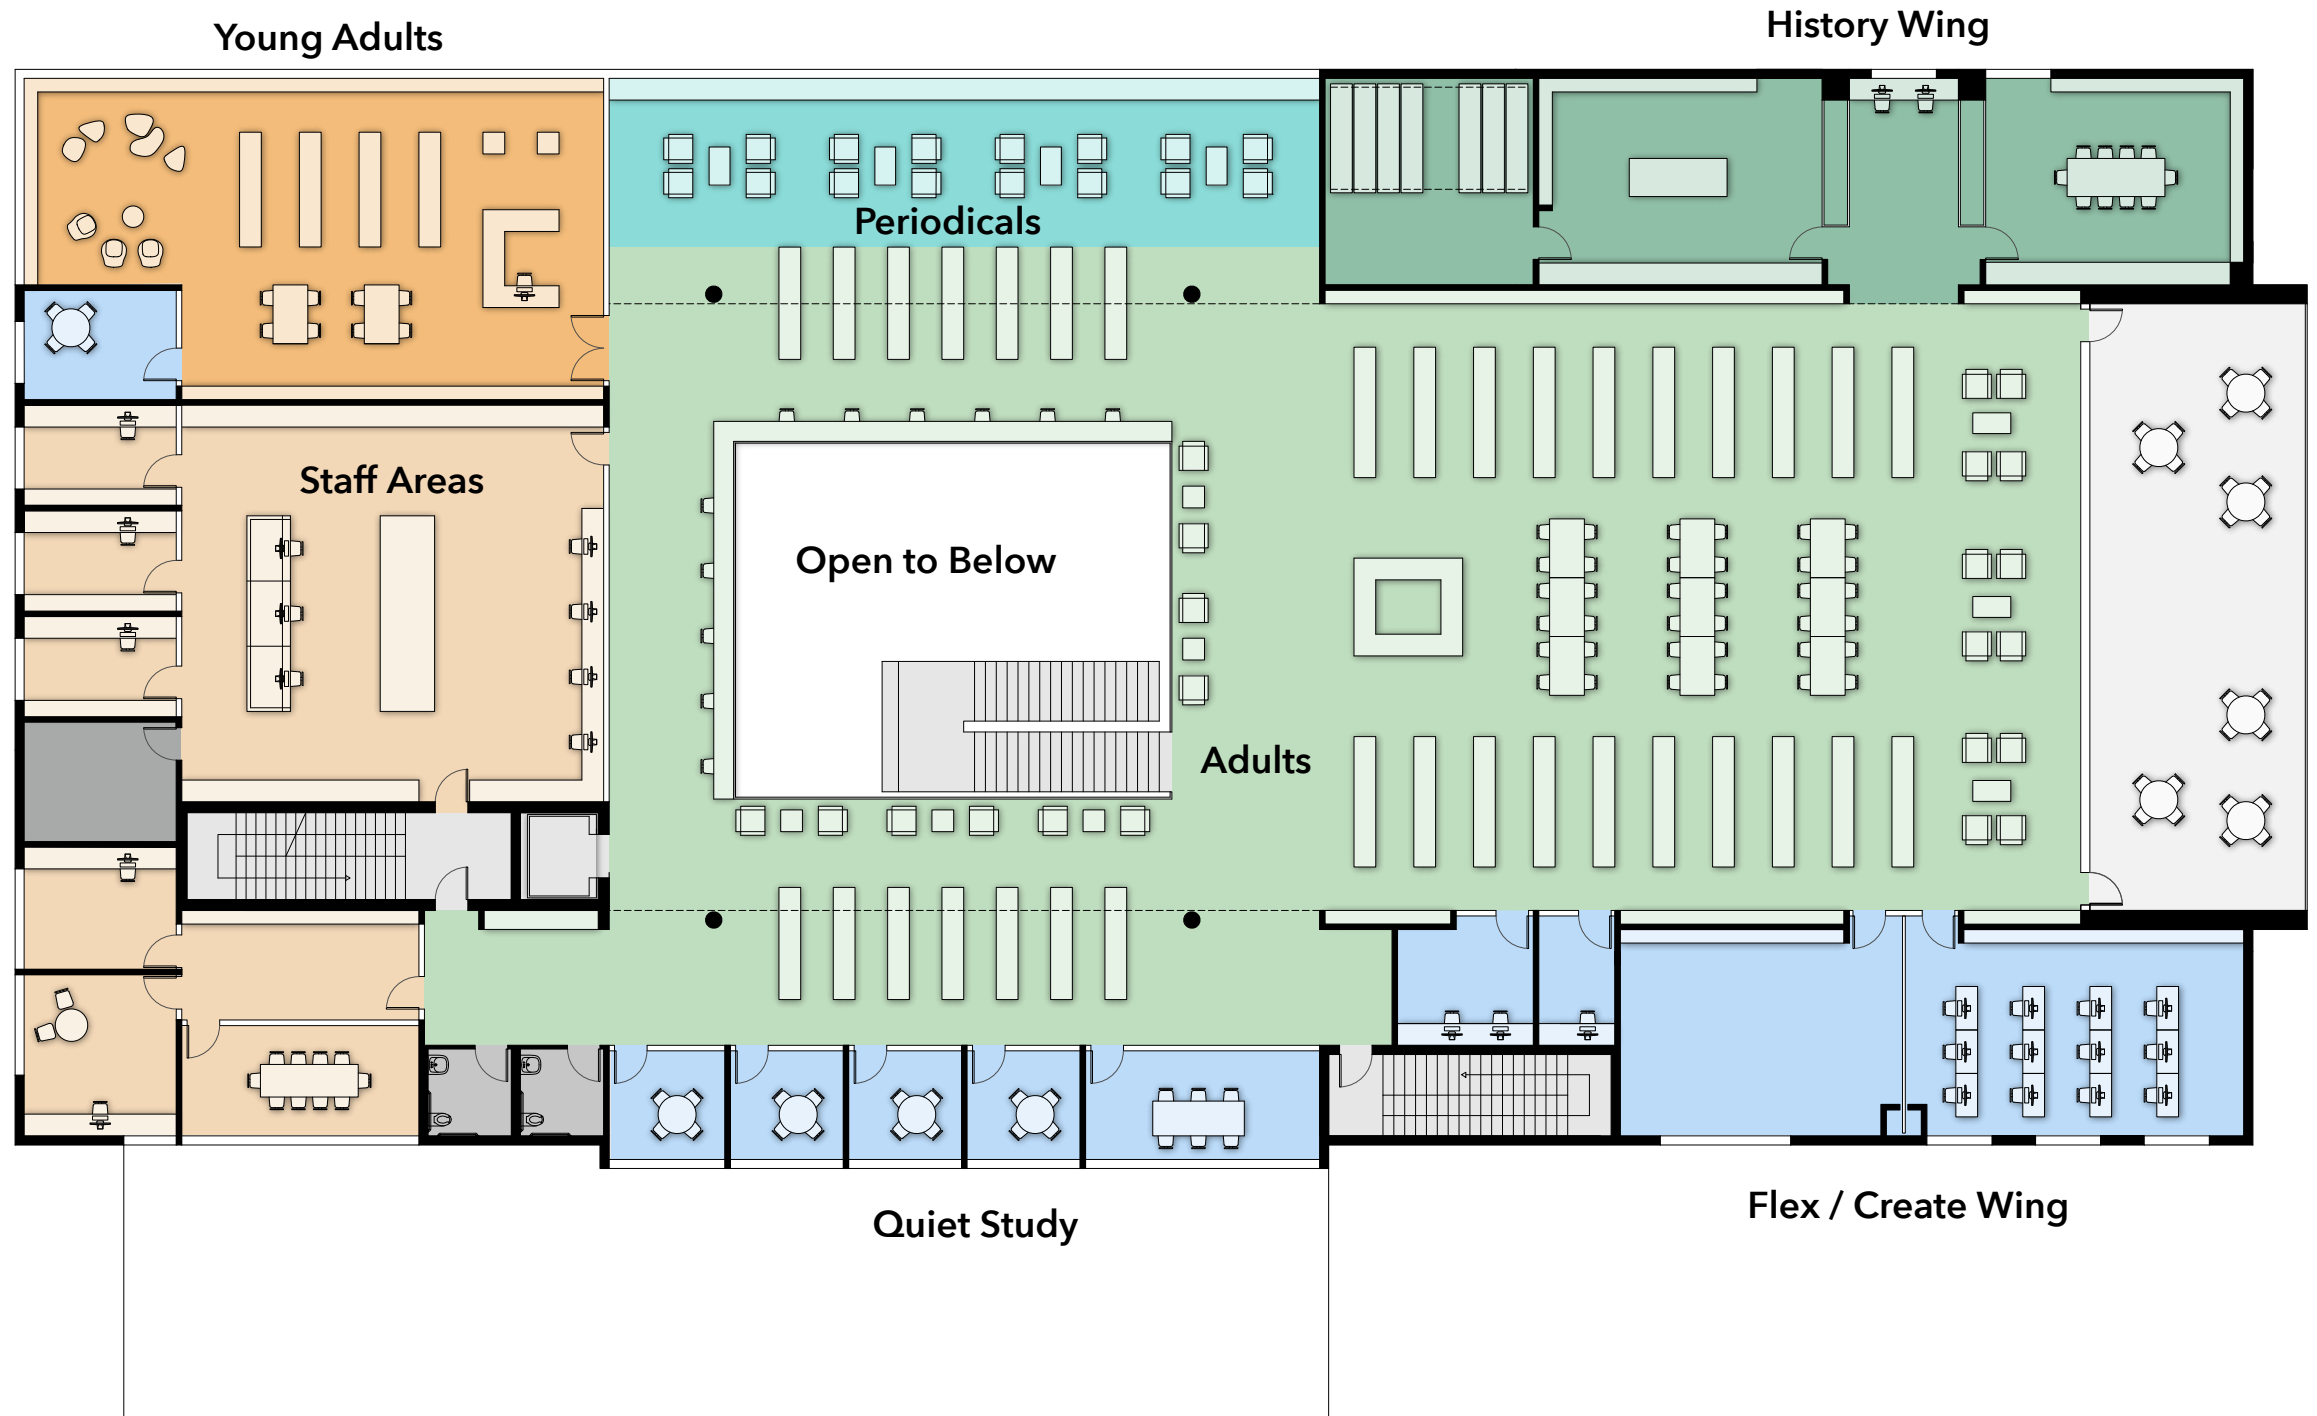 Young Adults
History Wing
Periodicals
Staff Areas
Open to Below
Adults
Quiet Study
Flex / Create Wing